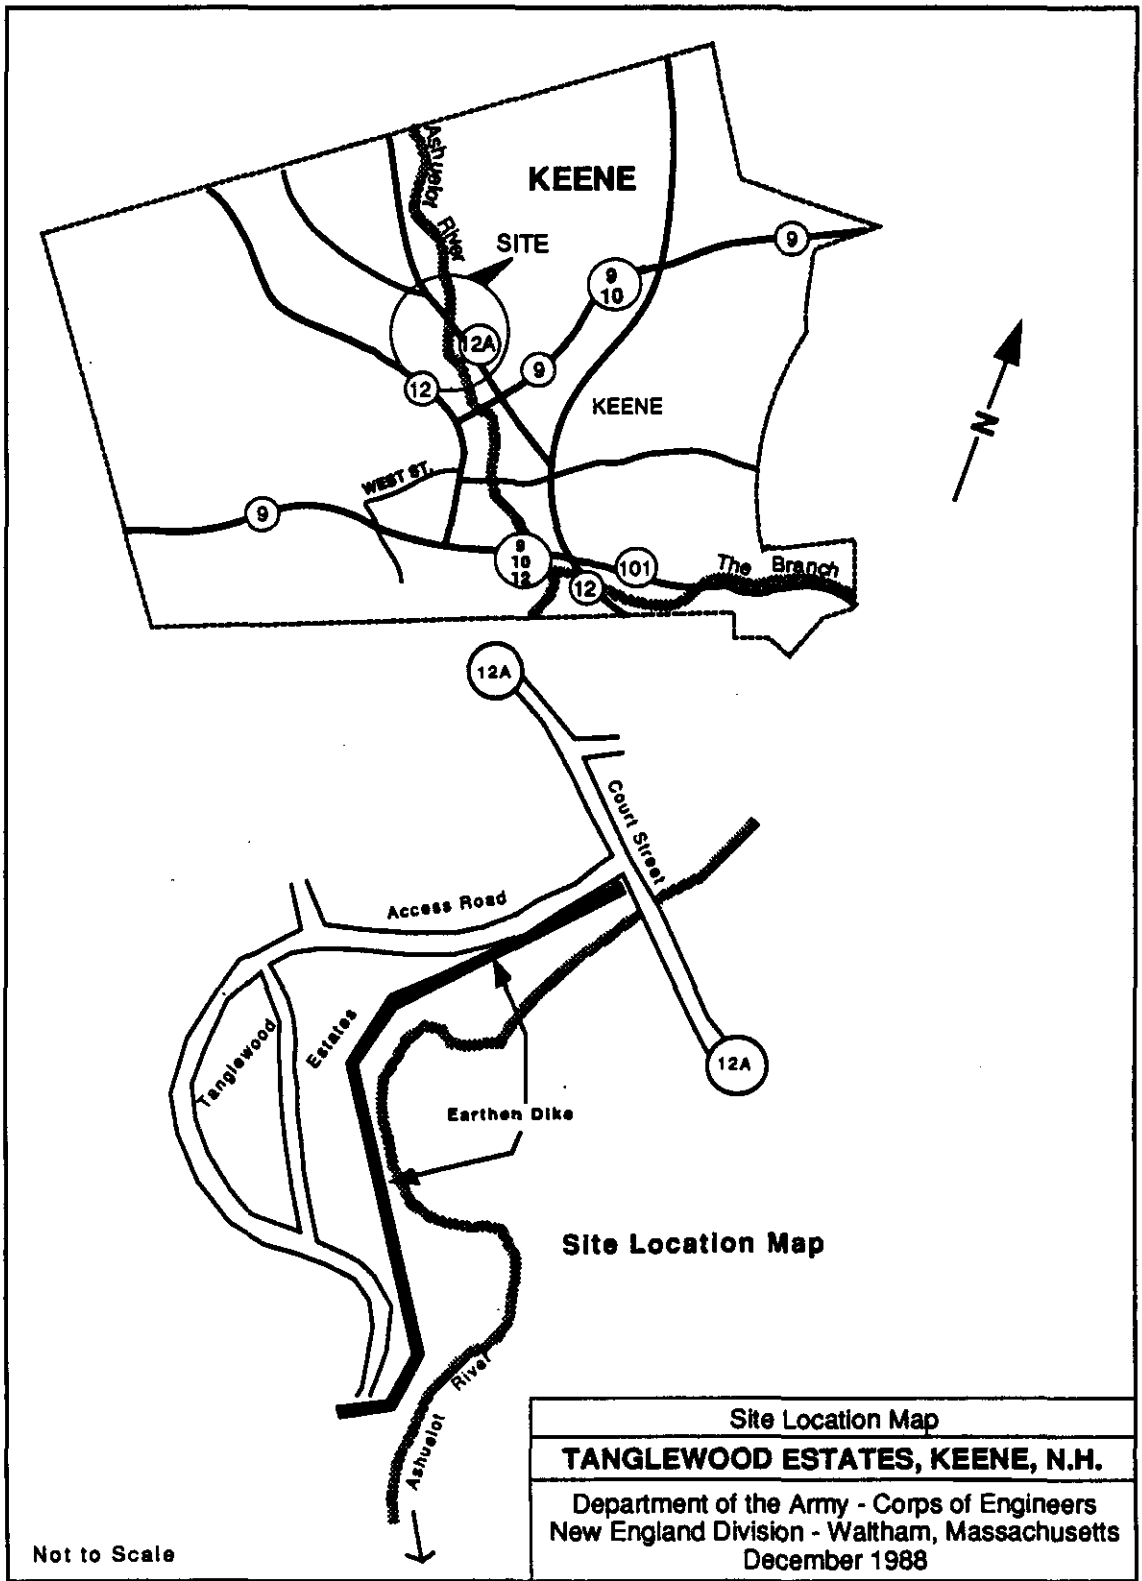 Ashuelot River
KEENE
SITE
9
9
10
12A
9
12
KEENE
WEST ST.
9
9
10
12
101
12
The Branch
N
12A
Court Street
Access Road
Tanglewood Estates
12A
Earthen Dike
Site Location Map
Ashuelot River
Site Location Map
TANGLEWOOD ESTATES, KEENE, N.H.
Department of the Army - Corps of Engineers
New England Division - Waltham, Massachusetts
December 1988
Not to Scale